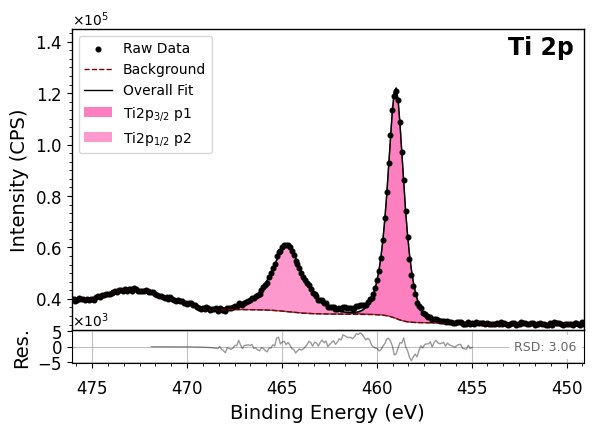 ×10⁵
Ti 2p
Raw Data
Background
Overall Fit
Ti2p₃/₂ p1
Ti2p₁/₂ p2
Intensity (CPS)
1.4
1.2
1.0
0.8
0.6
0.4
×10³
Res.
5
0
−5
RSD: 3.06
475
470
465
460
455
450
Binding Energy (eV)